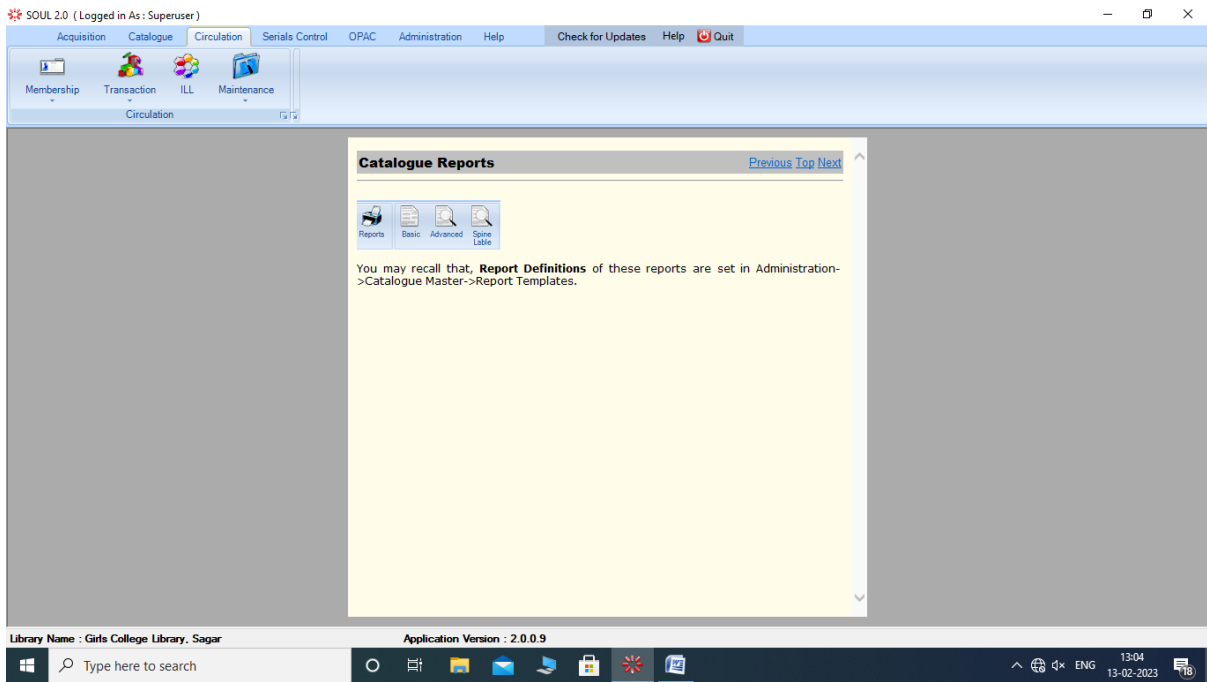 SOUL 2.0 ( Logged in As : Superuser )
Acquisition Catalogue Circulation Serials Control OPAC Administration Help Check for Updates Help Quit
Membership Transaction ILL Maintenance
Circulation
Catalogue Reports Previous Top Next
Reports Basic Advanced Spine
Lable
You may recall that, Report Definitions of these reports are set in Administration-
>Catalogue Master->Report Templates.
Library Name : Girls College Library, Sagar Application Version : 2.0.0.9
Type here to search ENG 13:04
13-02-2023 18